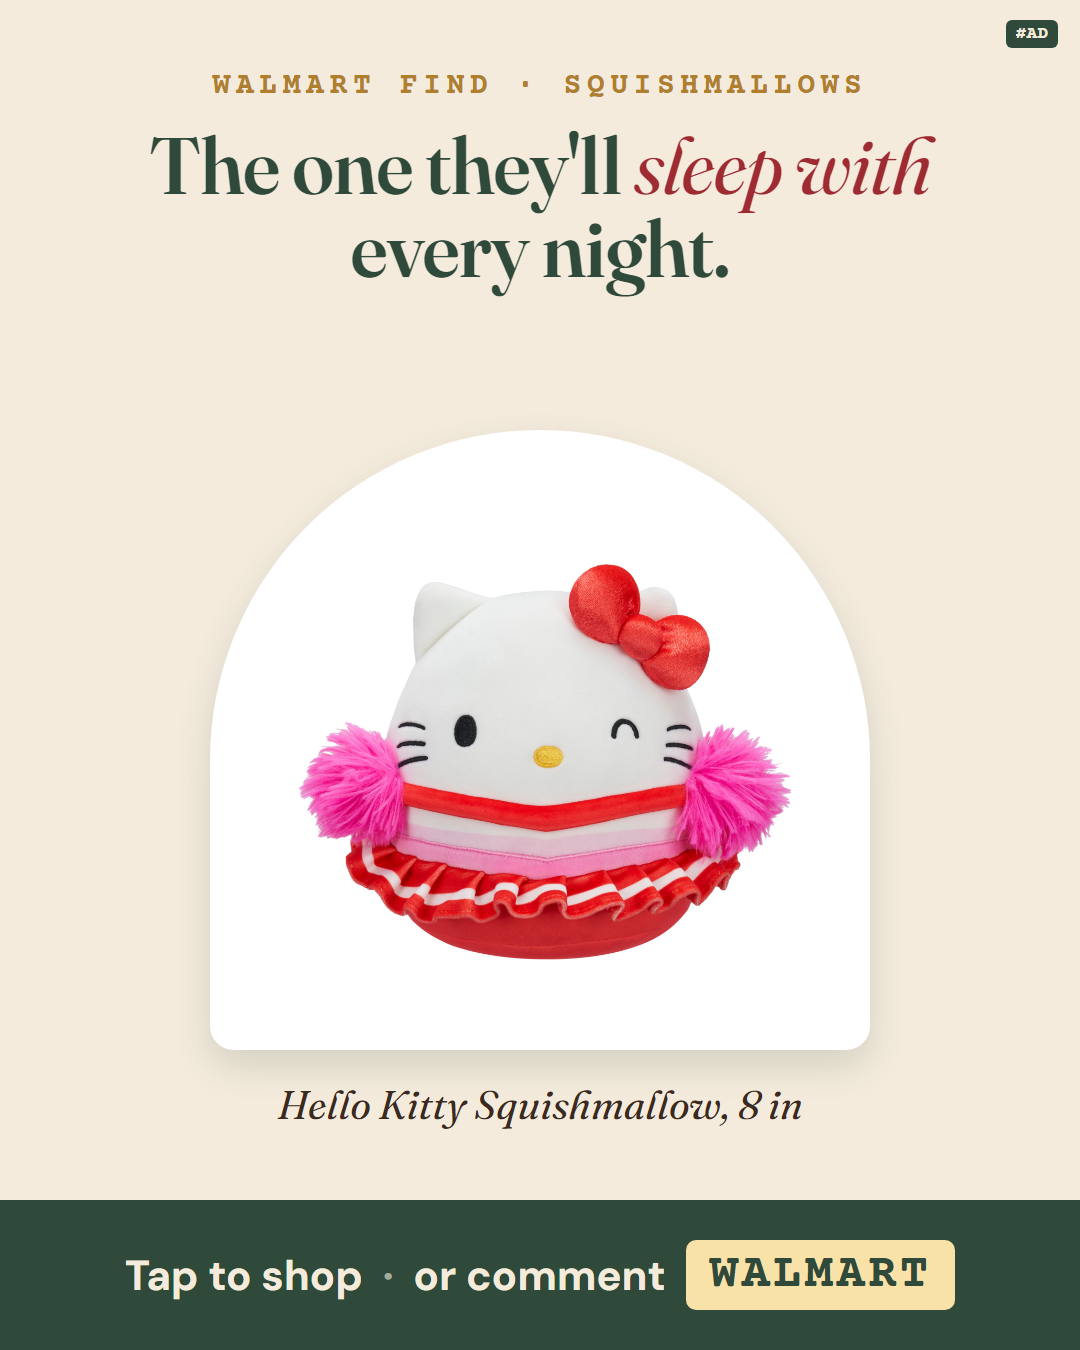 #AD
WALMART FIND · SQUISHMALLOWS
The one they'll sleep with
every night.
Hello Kitty Squishmallow, 8 in
Tap to shop · or comment WALMART